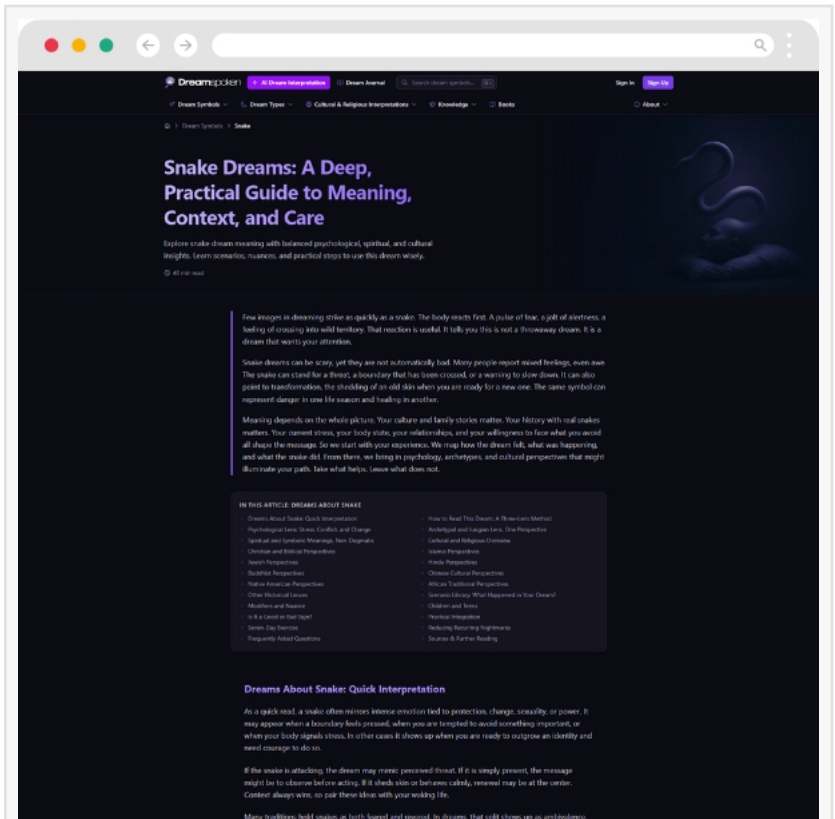 Dreamspoken
AI Dream Interpretation
Dream Journal
Search dream symbols...
Sign In
Sign Up
Dream Symbols
Dream Types
Cultural & Religious Interpretations
Knowledge
Books
About
Dream Symbols > Snake
Snake Dreams: A Deep,
Practical Guide to Meaning,
Context, and Care
Explore snake dream meaning with balanced psychological, spiritual, and cultural
insights. Learn scenarios, nuances, and practical steps to use this dream wisely.
min read
Few images in dreaming strike as quickly as a snake. The body reacts first. A pulse of fear, a jolt of alertness, a
feeling of crossing into wild territory. That reaction is useful. It tells you this is not a throwaway dream. It is a
dream that wants your attention.
Snake dreams can be scary, yet they are not automatically bad. Many people report mixed feelings, even awe.
The snake can stand for a threat, a boundary that has been crossed, or a warning to slow down. It can also
point to transformation, the shedding of an old skin when you are ready for a new one. The same symbol can
represent danger in one life season and healing in another.
Meaning depends on the whole picture. Your culture and family stories matter. Your history with real snakes
matters. Your current stress, your body state, your relationships, and your willingness to face what you avoid
all shape the message. So we start with your experience. We map how the dream felt, what was happening,
and what the snake did. From there, we bring in psychology, archetypes, and cultural perspectives that might
illuminate your path. Take what helps. Leave what does not.
IN THIS ARTICLE: DREAMS ABOUT SNAKE
Dreams About Snake: Quick Interpretation
Psychological Lens: Stress, Conflict, and Change
Spiritual and Symbolic Meanings, Non-Dogmatic
Christian and Biblical Perspectives
Jewish Perspectives
Buddhist Perspectives
Native American Perspectives
Other Historical Lenses
Modifiers and Nuance
Is It a Good or Bad Sign?
Seven-Day Exercise
Frequently Asked Questions
How to Read This Dream: A Three-Lens Method
Archetypal and Jungian Lens, One Perspective
Cultural and Religious Overview
Islamic Perspectives
Hindu Perspectives
Chinese Cultural Perspectives
African Traditional Perspectives
Scenario Library: What Happened in Your Dream?
Children and Teens
Practical Integration
Reducing Recurring Nightmares
Sources & Further Reading
Dreams About Snake: Quick Interpretation
As a quick read, a snake often mirrors intense emotion tied to protection, change, sexuality, or power. It
may appear when a boundary feels pressed, when you are tempted to avoid something important, or
when your body signals stress. In other cases it shows up when you are ready to outgrow an identity and
need courage to do so.
If the snake is attacking, the dream may mimic perceived threat. If it is simply present, the message
might be to observe before acting. If it sheds skin or behaves calmly, renewal may be at the center.
Context always wins, so pair these ideas with your waking life.
Many traditions hold snakes as both feared and revered. In dreams, that split shows up as ambivalence.